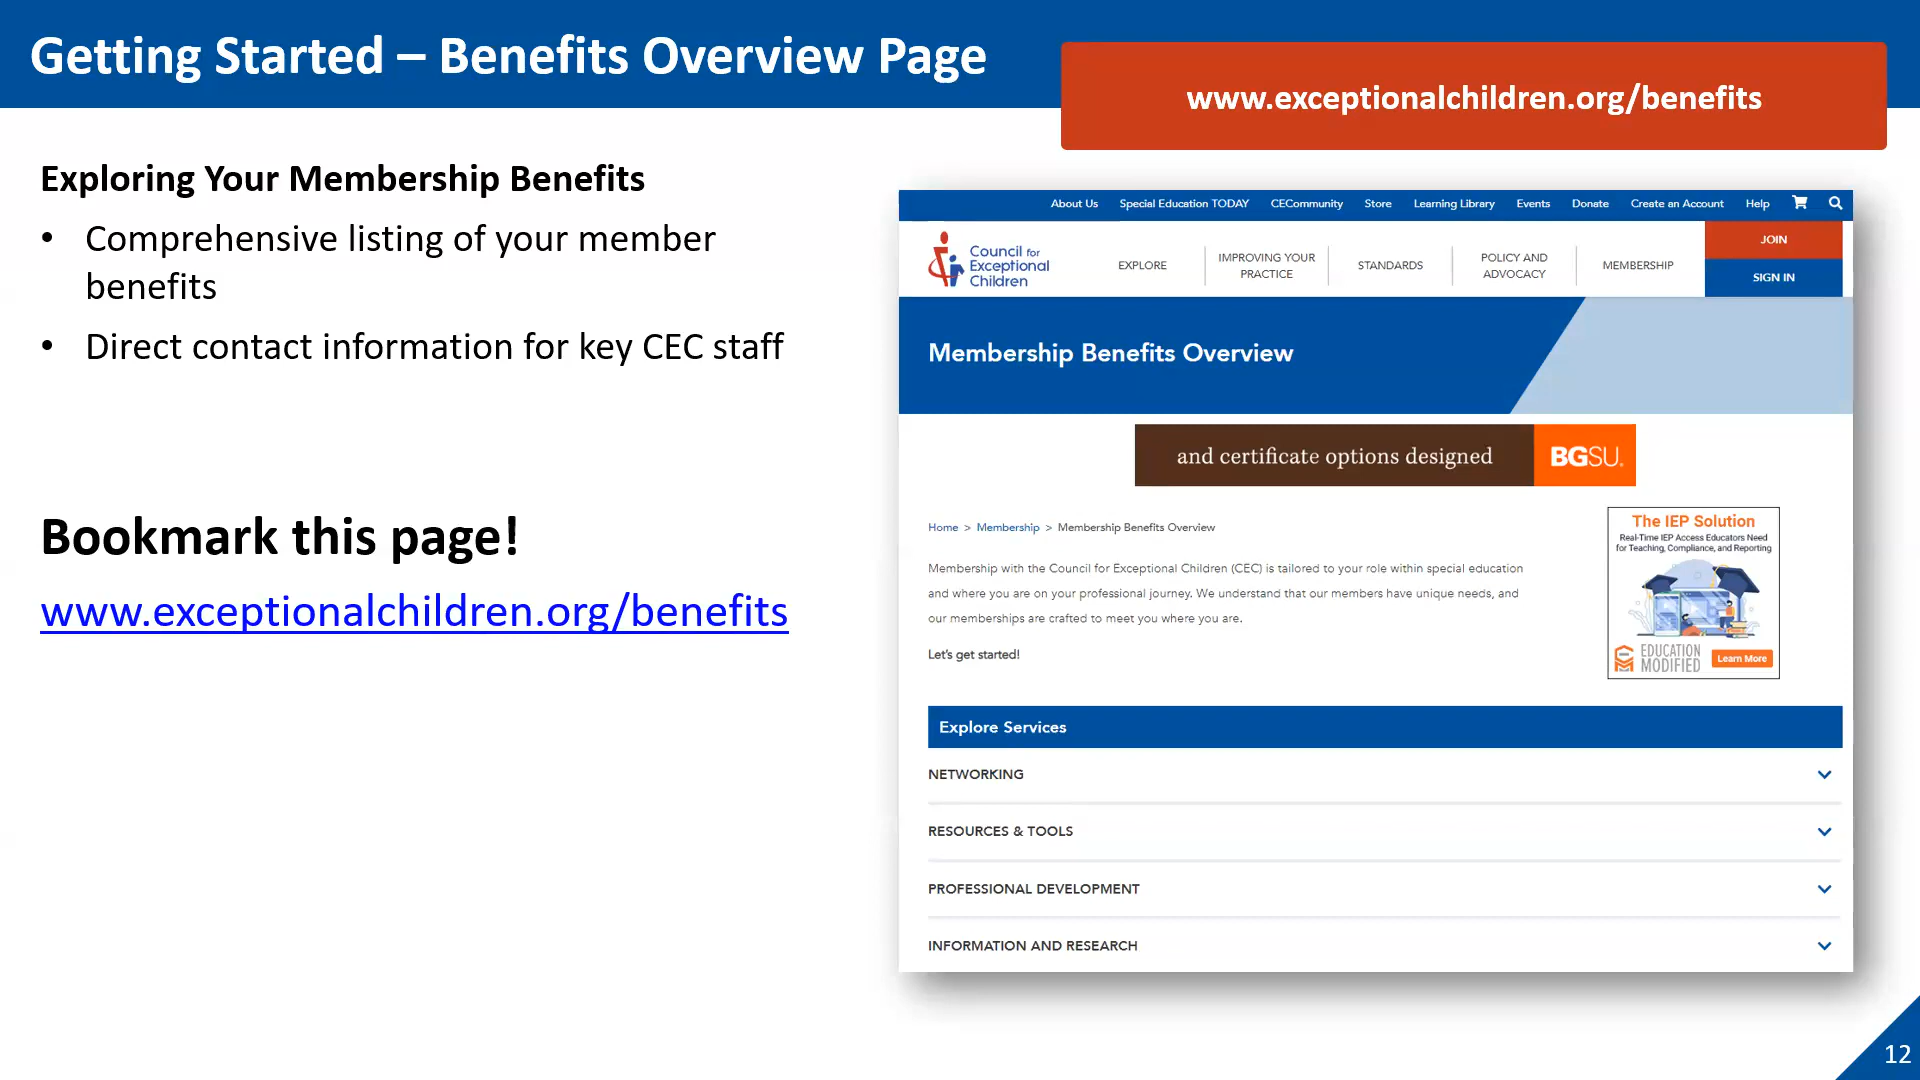 Getting Started – Benefits Overview Page
www.exceptionalchildren.org/benefits
Exploring Your Membership Benefits
• Comprehensive listing of your member
benefits
• Direct contact information for key CEC staff
Bookmark this page!
www.exceptionalchildren.org/benefits
About Us Special Education TODAY CECommunity Store Learning Library Events Donate Create an Account Help
Council for
Exceptional
Children
EXPLORE
IMPROVING YOUR
PRACTICE
STANDARDS
POLICY AND
ADVOCACY
MEMBERSHIP
JOIN
SIGN IN
Membership Benefits Overview
and certificate options designed
BGSU.
Home > Membership > Membership Benefits Overview
Membership with the Council for Exceptional Children (CEC) is tailored to your role within special education
and where you are on your professional journey. We understand that our members have unique needs, and
our memberships are crafted to meet you where you are.
Let's get started!
The IEP Solution
Real-Time IEP Access Educators Need
for Teaching, Compliance, and Reporting
EDUCATION
MODIFIED
Learn More
Explore Services
NETWORKING
RESOURCES & TOOLS
PROFESSIONAL DEVELOPMENT
INFORMATION AND RESEARCH
12